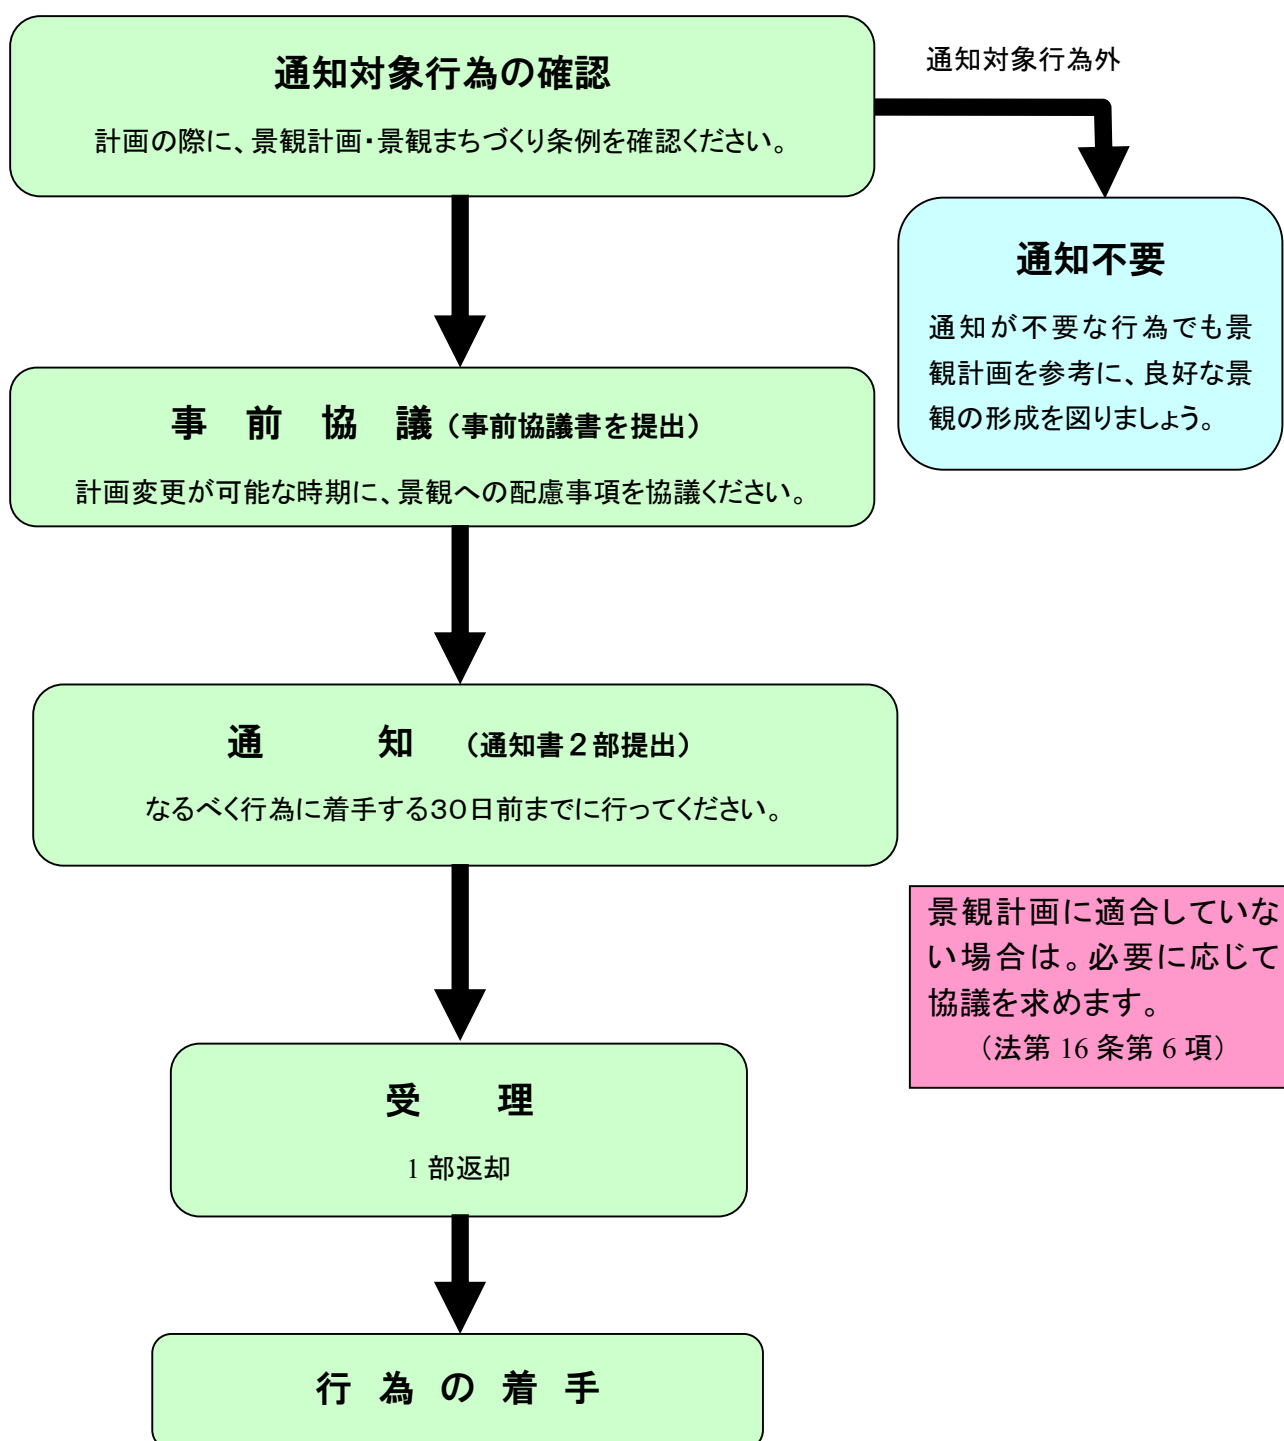 通知対象行為の確認
計画の際に、景観計画・景観まちづくり条例を確認ください。
通知対象行為外
通知不要
通知が不要な行為でも景
観計画を参考に、良好な景
観の形成を図りましょう。
事　前　協　議（事前協議書を提出）
計画変更が可能な時期に、景観への配慮事項を協議ください。
通　　　知　（通知書２部提出）
なるべく行為に着手する３０日前までに行ってください。
景観計画に適合していな
い場合は。必要に応じて
協議を求めます。
（法第 16 条第 6 項）
受　　理
1 部返却
行　為　の　着　手